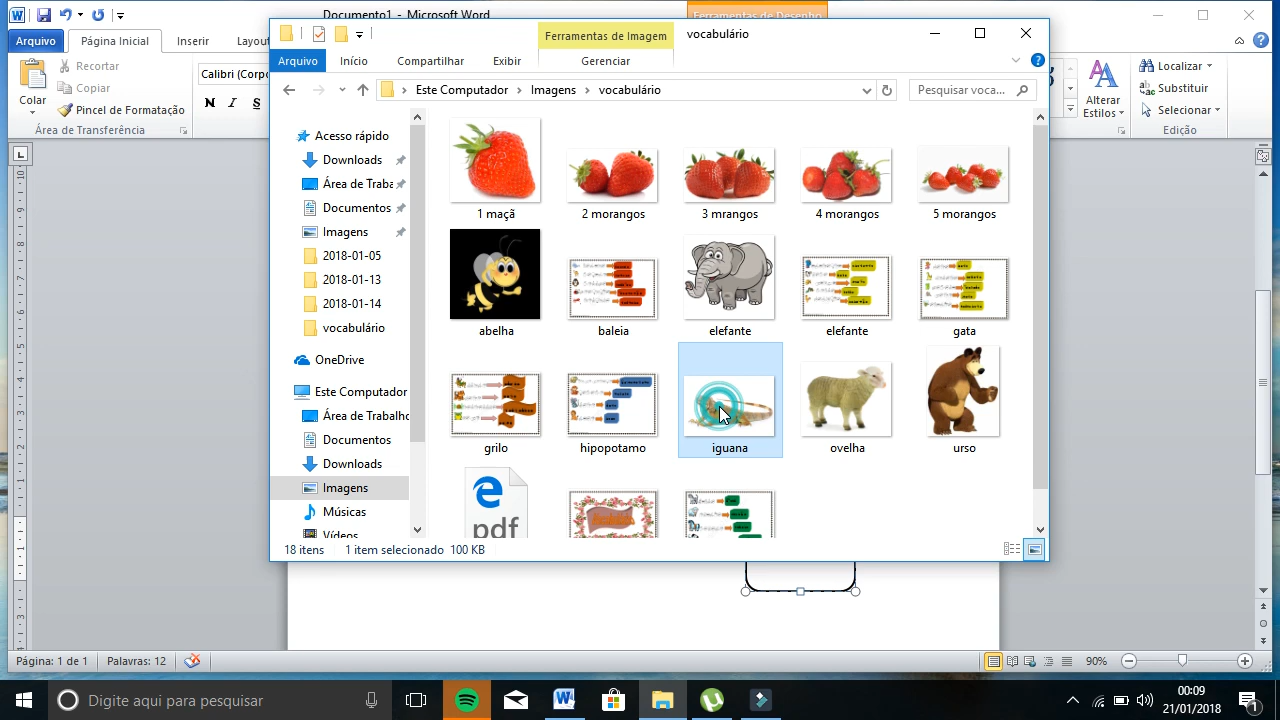 Documento1 - Microsoft Word
Ferramentas de Desenho
Arquivo
Página Inicial
Inserir
Layou
Colar
Recortar
Copiar
Pincel de Formatação
Área de Transferência
Calibri (Corpo
N I S
Alterar
Estilos
Localizar
Substituir
Selecionar
Edição
Ferramentas de Imagem
vocabulário
Arquivo
Início
Compartilhar
Exibir
Gerenciar
Este Computador
Imagens
vocabulário
Pesquisar voca...
Acesso rápido
Downloads
Área de Traba
Documentos
Imagens
2018-01-05
2018-01-13
2018-01-14
vocabulário
OneDrive
Este Computador
Área de Trabalho
Documentos
Downloads
Imagens
Músicas
Vídeos
1 maçã
2 morangos
3 mrangos
4 morangos
5 morangos
abelha
baleia
elefante
elefante
gata
grilo
hipopotamo
iguana
ovelha
urso
pdf
18 itens
1 item selecionado 100 KB
Página: 1 de 1
Palavras: 12
90%
Digite aqui para pesquisar
00:09
21/01/2018
1